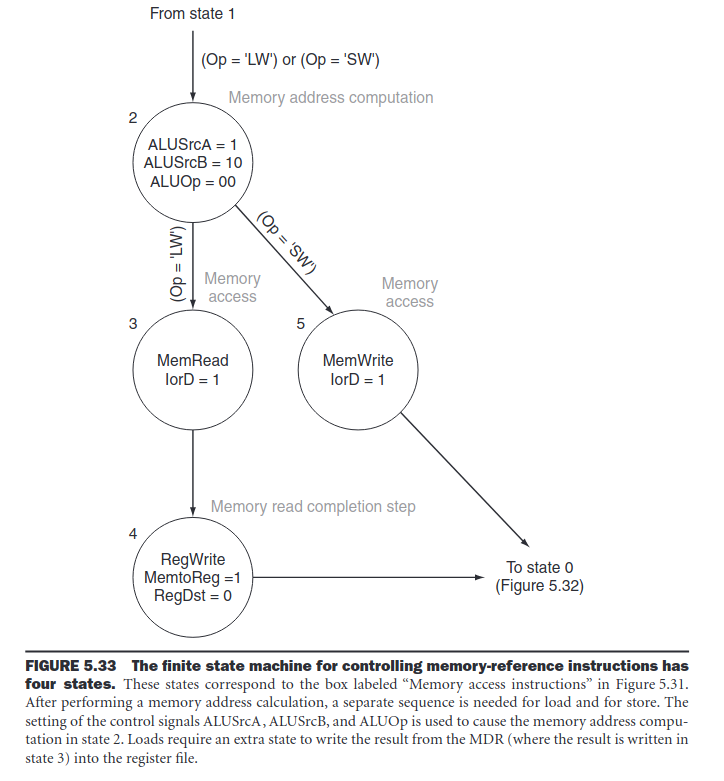 From state 1
(Op = 'LW') or (Op = 'SW')
Memory address computation
2
ALUSrcA = 1
ALUSrcB = 10
ALUOp = 00
(Op = 'LW')
(Op = 'SW')
Memory
access
Memory
access
3
MemRead
IorD = 1
5
MemWrite
IorD = 1
Memory read completion step
4
RegWrite
MemtoReg =1
RegDst = 0
To state 0
(Figure 5.32)
FIGURE 5.33 The finite state machine for controlling memory-reference instructions has
four states. These states correspond to the box labeled “Memory access instructions” in Figure 5.31.
After performing a memory address calculation, a separate sequence is needed for load and for store. The
setting of the control signals ALUSrcA, ALUSrcB, and ALUOp is used to cause the memory address compu-
tation in state 2. Loads require an extra state to write the result from the MDR (where the result is written in
state 3) into the register file.